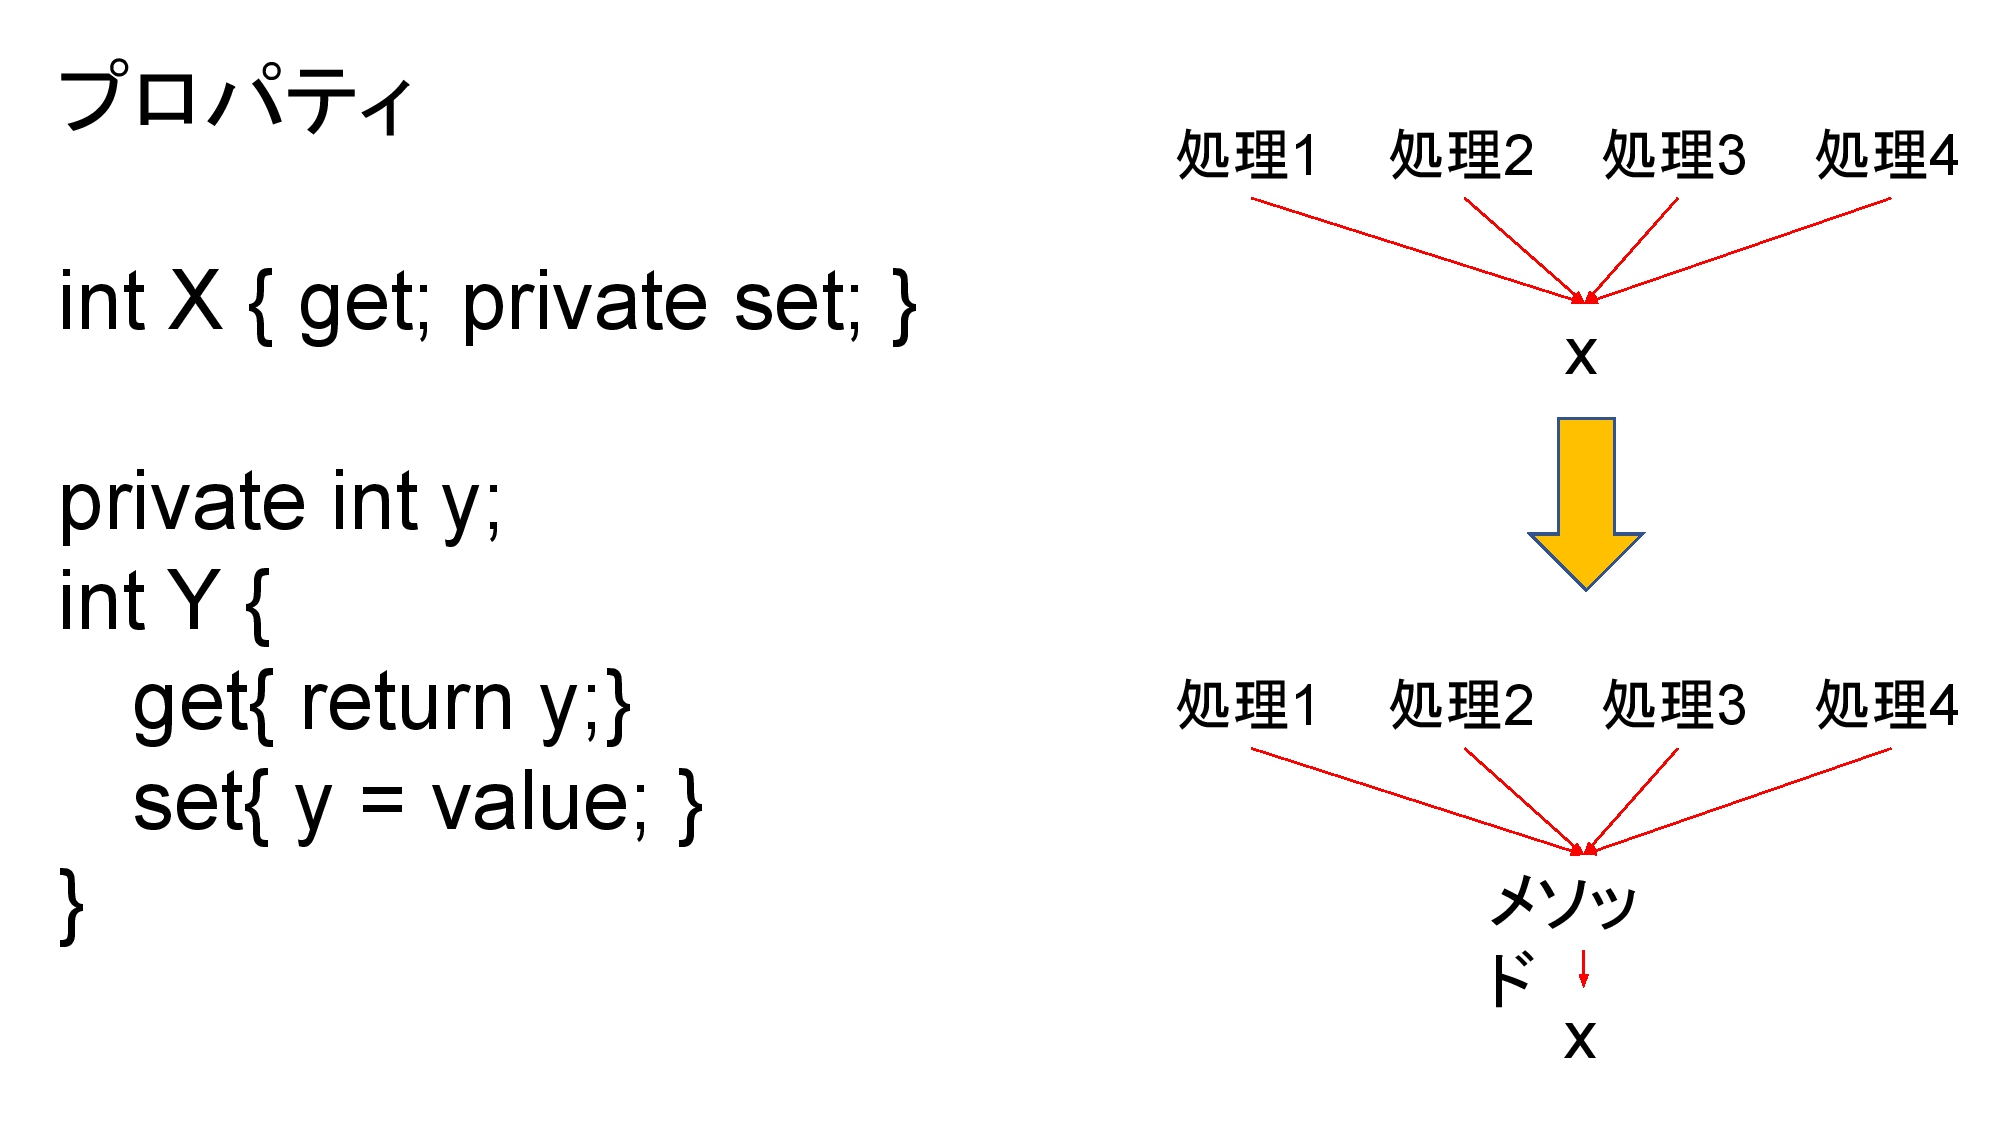 プロパティ
int X { get; private set; }
private int y;
int Y {
get{ return y;}
set{ y = value; }
}
処理1 処理2 処理3 処理4
x
処理1 処理2 処理3 処理4
メソッ
ド
x